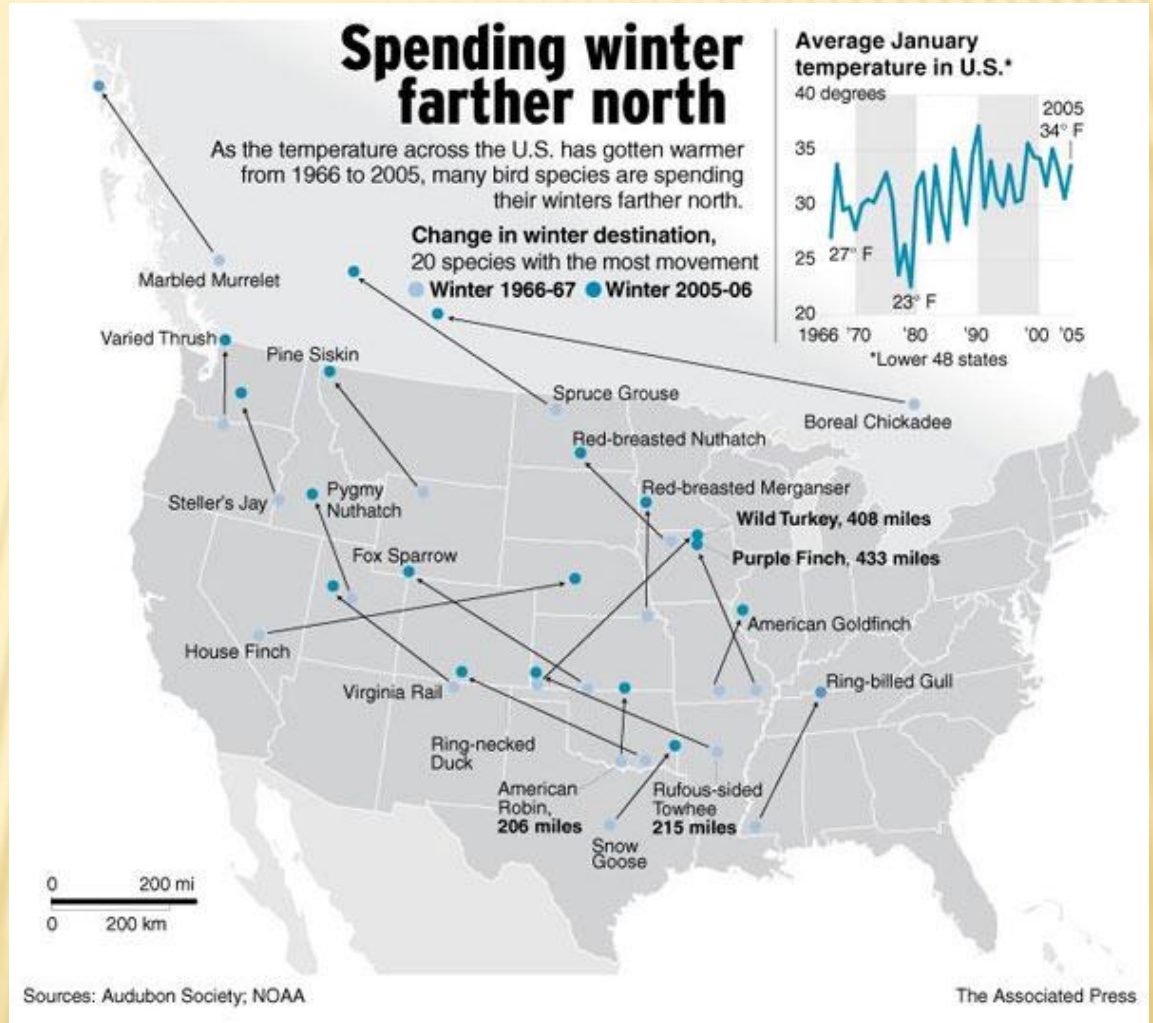 Spending winter
farther north
As the temperature across the U.S. has gotten warmer
from 1966 to 2005, many bird species are spending
their winters farther north.
Change in winter destination,
20 species with the most movement
Winter 1966-67 Winter 2005-06
Average January
temperature in U.S.*
40 degrees
2005
34° F
35
30
27° F
25
23° F
20
1966 '70 '80 '90 '00 '05
*Lower 48 states
Marbled Murrelet
Varied Thrush
Pine Siskin
Spruce Grouse
Boreal Chickadee
Red-breasted Nuthatch
Steller's Jay
Pygmy
Nuthatch
Red-breasted Merganser
Wild Turkey, 408 miles
Fox Sparrow
Purple Finch, 433 miles
American Goldfinch
House Finch
Virginia Rail
Ring-billed Gull
Ring-necked
Duck
American
Robin,
206 miles
Rufous-sided
Towhee
215 miles
Snow
Goose
0 200 mi
0 200 km
Sources: Audubon Society; NOAA
The Associated Press